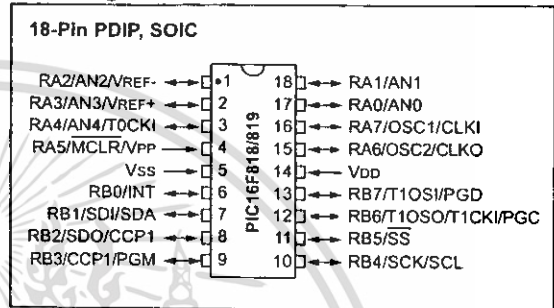 18-Pin PDIP, SOIC
RA2/AN2/VREF- 1 18 RA1/AN1
RA3/AN3/VREF+ 2 17 RA0/AN0
RA4/AN4/T0CKI 3 16 RA7/OSC1/CLKI
RA5/MCLR/VPP 4 15 RA6/OSC2/CLKO
VSS 5 14 VDD
RB0/INT 6 13 RB7/T1OSI/PGD
RB1/SDI/SDA 7 12 RB6/T1OSO/T1CKI/PGC
RB2/SDO/CCP1 8 11 RB5/SS
RB3/CCP1/PGM 9 10 RB4/SCK/SCL
PIC16F818/819